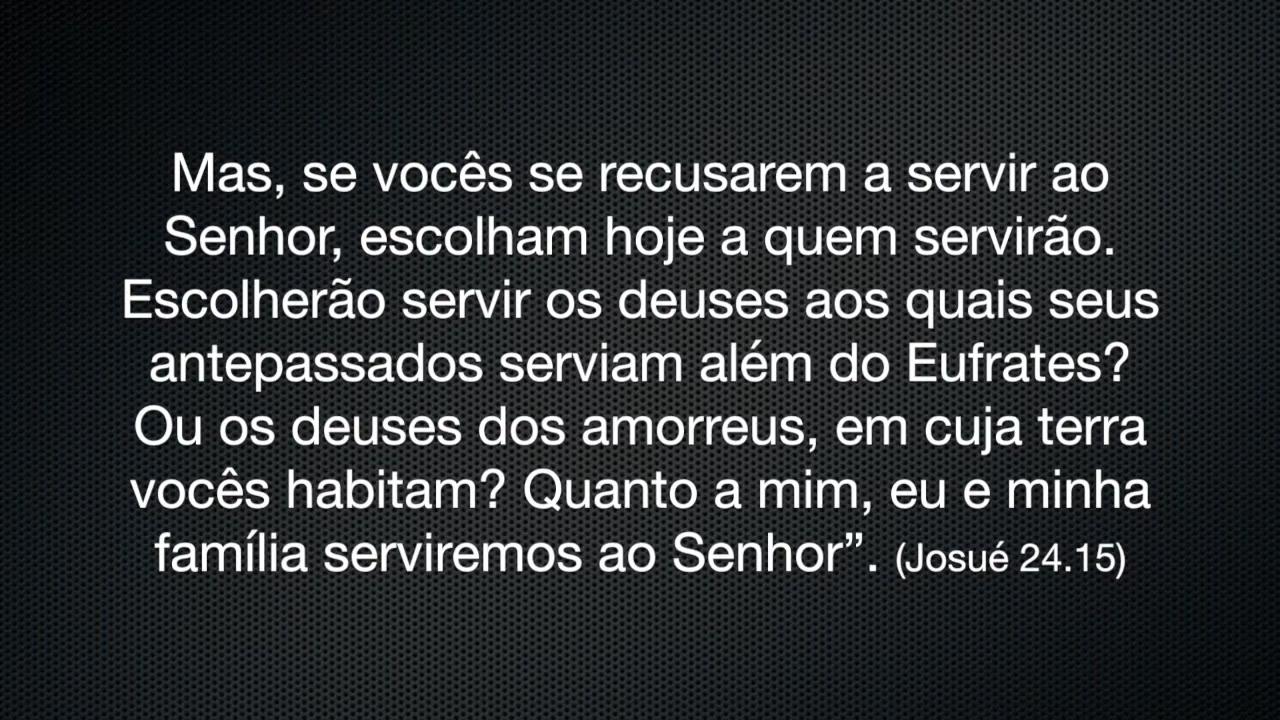 Mas, se vocês se recusarem a servir ao
Senhor, escolham hoje a quem servirão.
Escolherão servir os deuses aos quais seus
antepassados serviam além do Eufrates?
Ou os deuses dos amorreus, em cuja terra
vocês habitam? Quanto a mim, eu e minha
família serviremos ao Senhor”. (Josué 24.15)